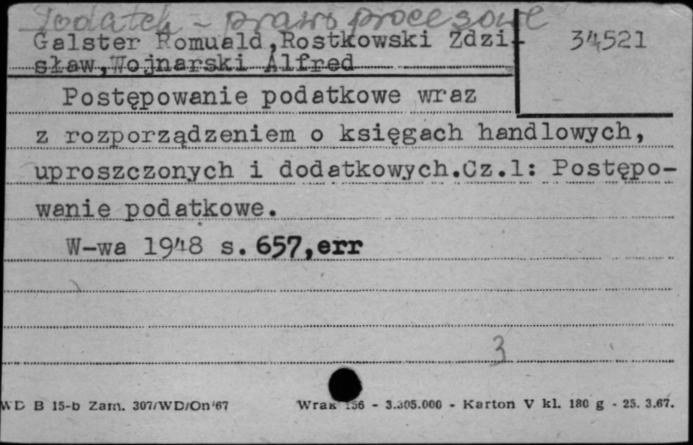 Podatek - prawo procesowe
Galster Romuald, Rostkowski Zdzi- 34521
sław, Wojnarski Alfred
Postępowanie podatkowe wraz
z rozporządzeniem o księgach handlowych,
uproszczonych i dodatkowych.Cz.1: Postępo-
wanie podatkowe.
W-wa 1948 s. 657,err
3
WD B 15-b Zam. 307/WD/On/67 - 3.305.000 - Karton V kl. 180 g - 25. 3.67.